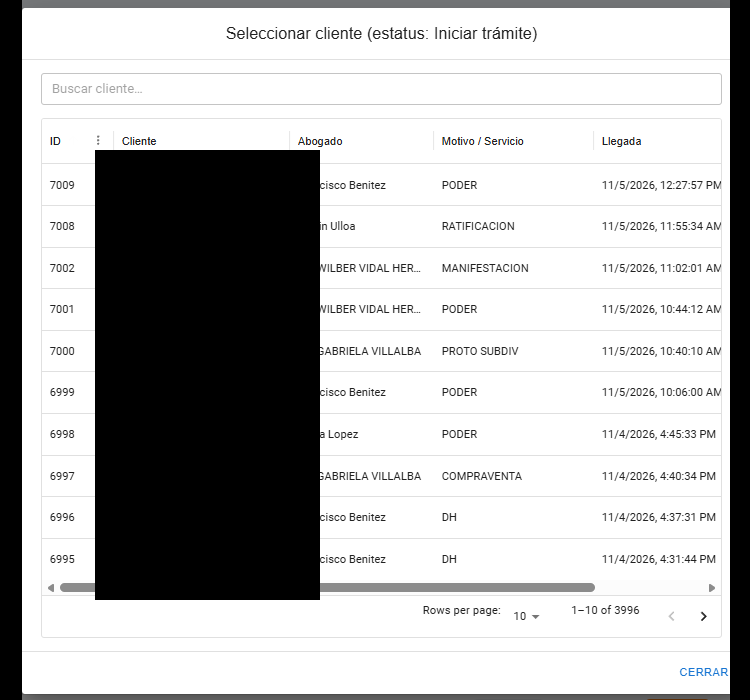 Seleccionar cliente (estatus: Iniciar trámite)
Buscar cliente...
ID Cliente Abogado Motivo / Servicio Llegada
7009 cisco Benitez PODER 11/5/2026, 12:27:57 PM
7008 in Ulloa RATIFICACION 11/5/2026, 11:55:34 AM
7002 WILBER VIDAL HER... MANIFESTACION 11/5/2026, 11:02:01 AM
7001 WILBER VIDAL HER... PODER 11/5/2026, 10:44:12 AM
7000 GABRIELA VILLALBA PROTO SUBDIV 11/5/2026, 10:40:10 AM
6999 cisco Benitez PODER 11/5/2026, 10:06:00 AM
6998 a Lopez PODER 11/4/2026, 4:45:33 PM
6997 GABRIELA VILLALBA COMPRAVENTA 11/4/2026, 4:40:34 PM
6996 cisco Benitez DH 11/4/2026, 4:37:31 PM
6995 cisco Benitez DH 11/4/2026, 4:31:44 PM
Rows per page: 10 1–10 of 3996
CERRAR